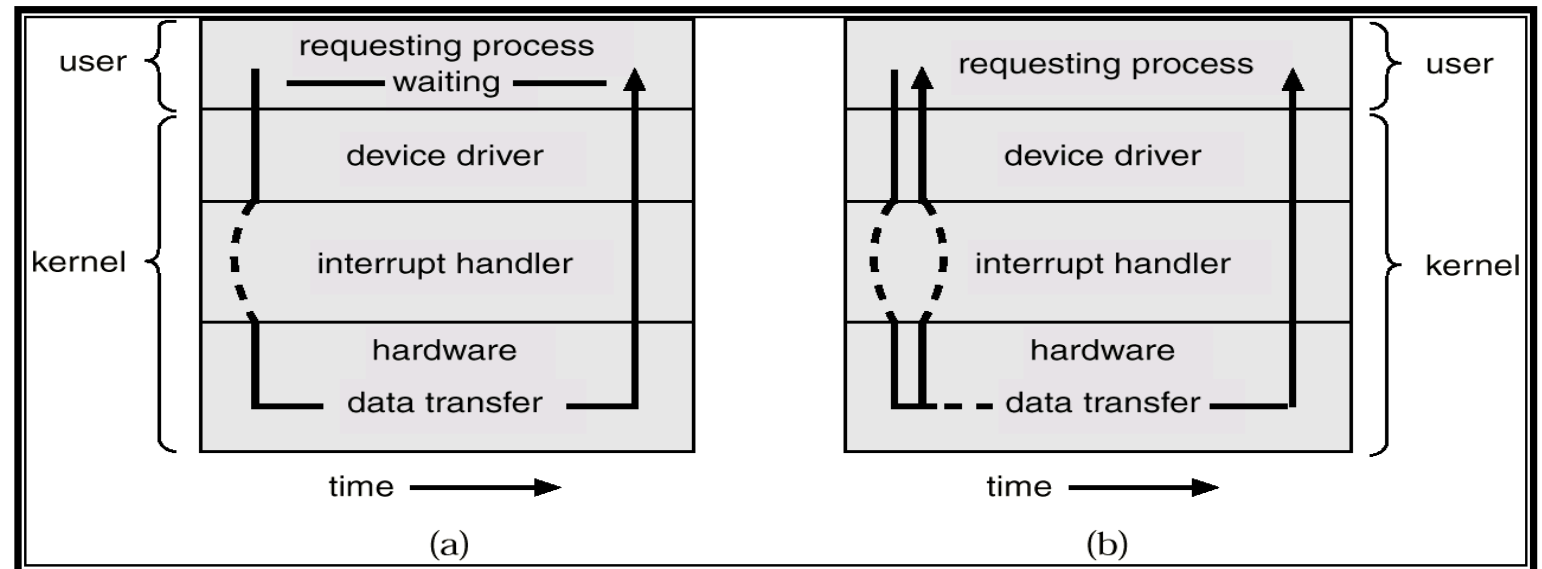 user
requesting process
waiting
device driver
kernel
interrupt handler
hardware
data transfer
time
(a)
requesting process
user
device driver
interrupt handler
kernel
hardware
data transfer
time
(b)